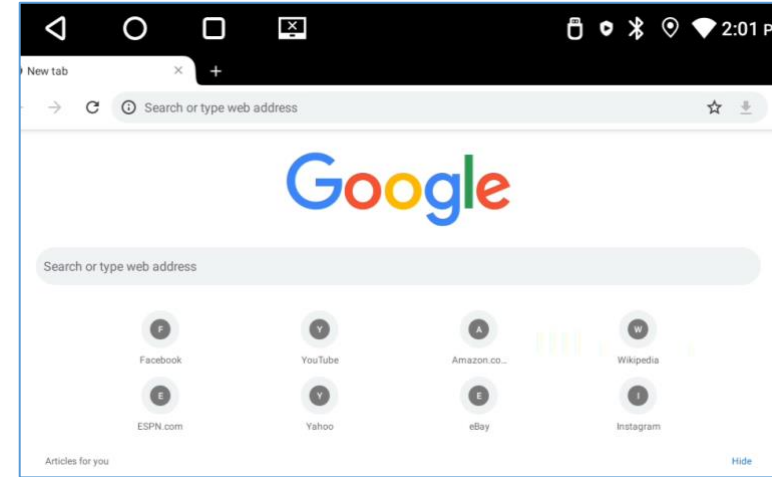 2:01 P
New tab
Search or type web address
Google
Search or type web address
F Y A W
Facebook YouTube Amazon.co... Wikipedia
E Y E I
ESPN.com Yahoo eBay Instagram
Articles for you Hide